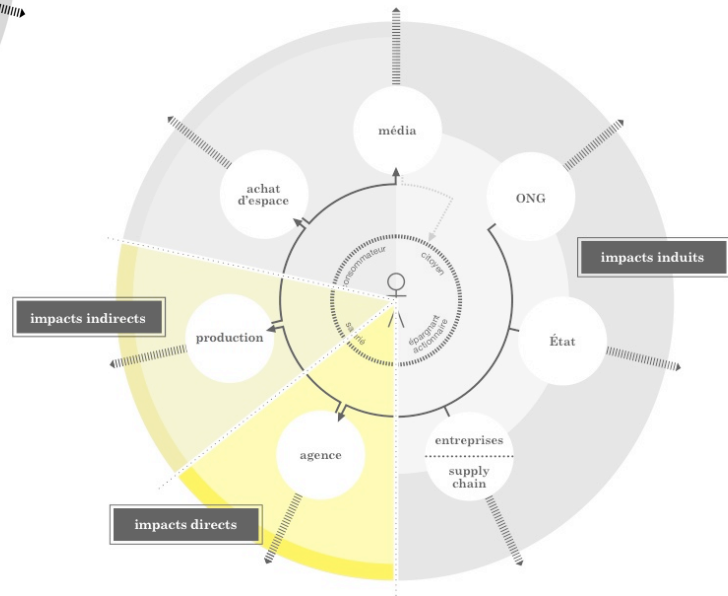 média
achat
d'espace
ONG
consommateur
citoyen
impacts induits
impacts indirects
production
épargnant
actionnaire
État
agence
entreprises
supply
chain
impacts directs